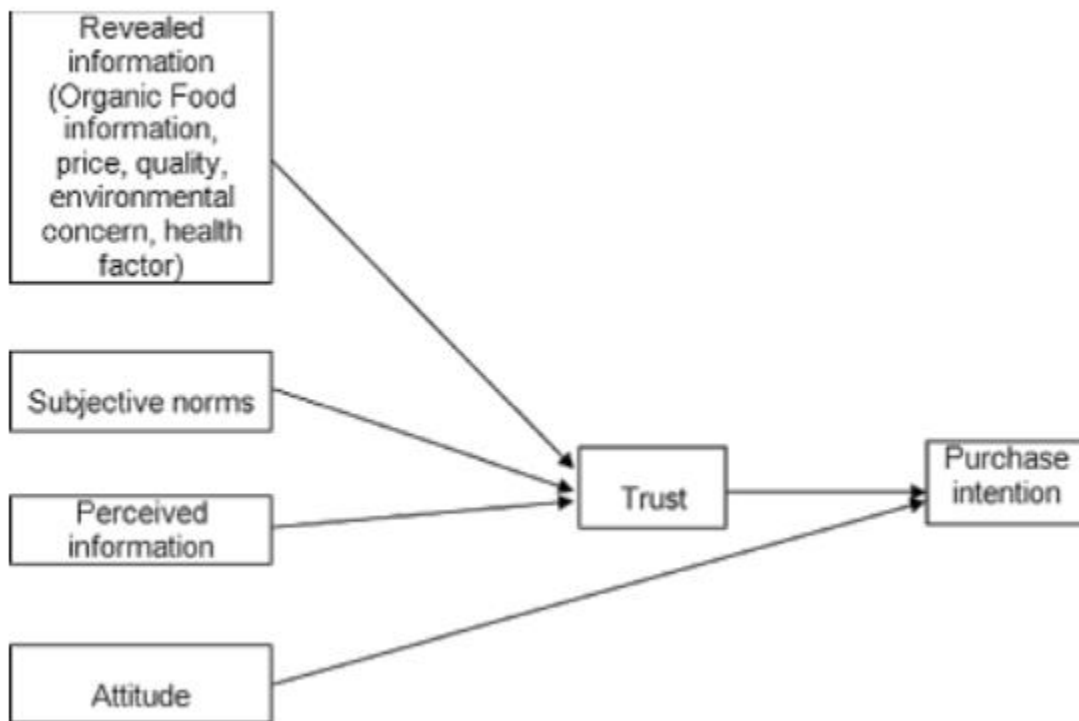 Revealed
information
(Organic Food
information,
price, quality,
environmental
concern, health
factor)
Subjective norms
Perceived
information
Attitude
Trust
Purchase
intention